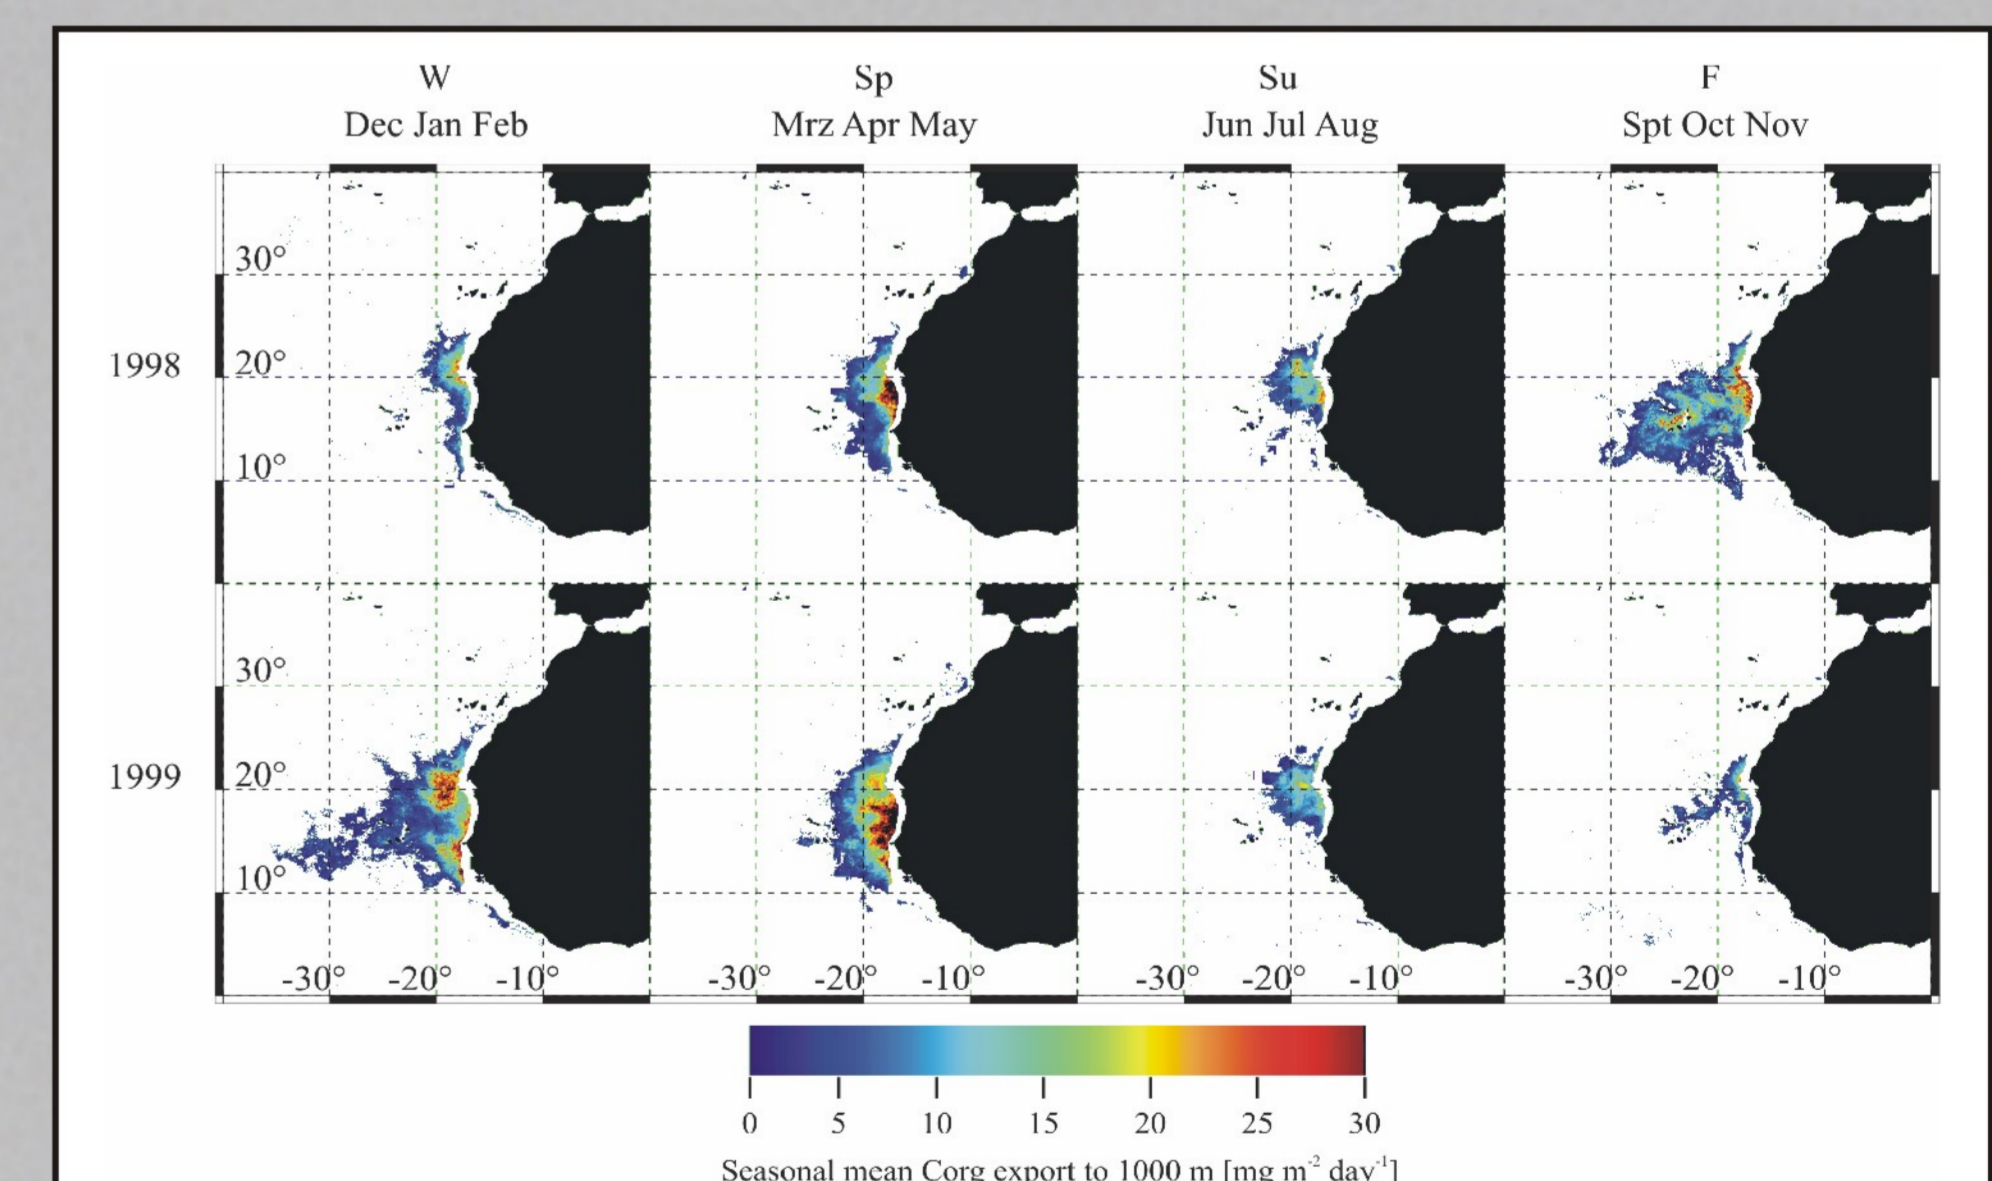 W Sp Su F
Dec Jan Feb Mrz Apr May Jun Jul Aug Spt Oct Nov
30°
1998 20°
10°
30°
1999 20°
10°
-30° -20° -10° -30° -20° -10° -30° -20° -10° -30° -20° -10°
0 5 10 15 20 25 30
Seasonal mean Corg export to 1000 m [mg m⁻² day⁻¹]